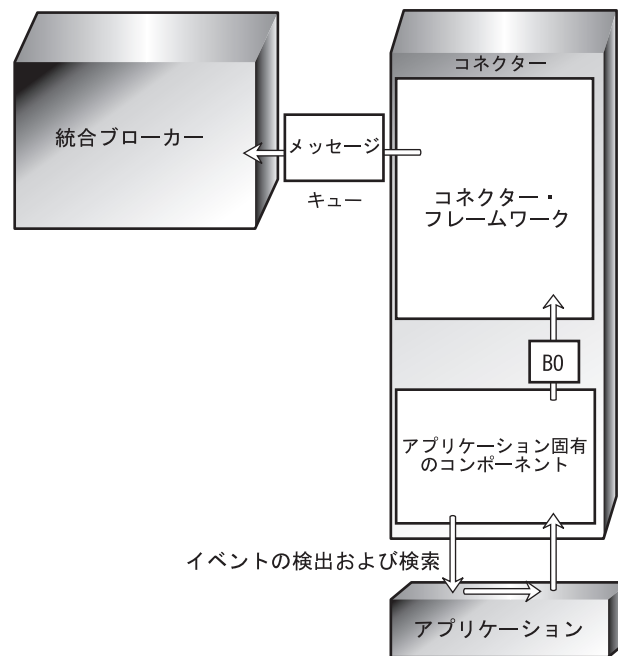 コネクター
統合ブローカー
メッセージ
キュー
コネクター・
フレームワーク
BO
アプリケーション固有
のコンポーネント
イベントの検出および検索
アプリケーション